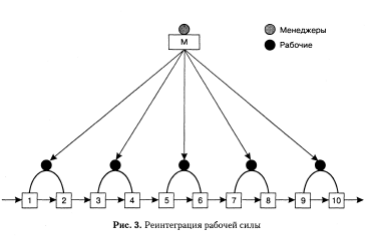 Менеджеры
М
Рабочие
1 2 3 4 5 6 7 8 9 10
Рис. 3. Реинтеграция рабочей силы